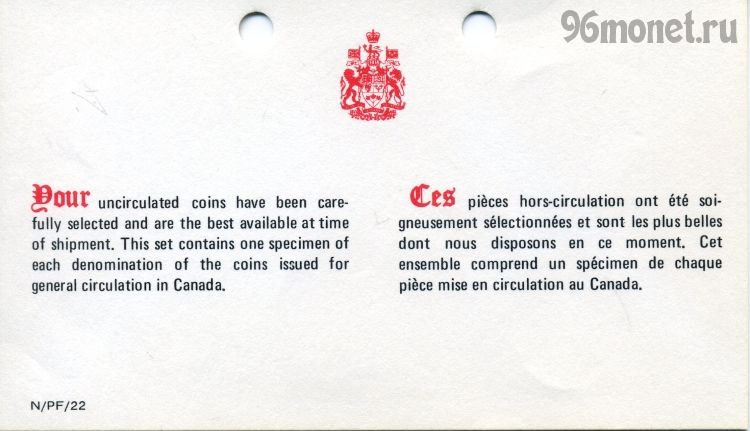 96monet.ru
Your uncirculated coins have been care-
fully selected and are the best available at time
of shipment. This set contains one specimen of
each denomination of the coins issued for
general circulation in Canada.
Ces pièces hors-circulation ont été soi-
gneusement sélectionnées et sont les plus belles
dont nous disposons en ce moment. Cet
ensemble comprend un spécimen de chaque
pièce mise en circulation au Canada.
N/PF/22